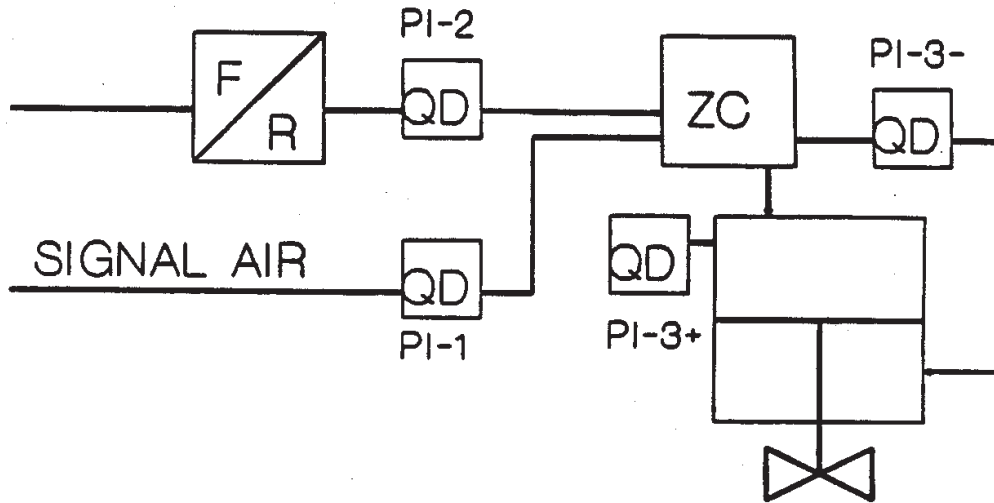 PI-2
PI-3-
F
R
QD
ZC
QD
SIGNAL AIR
QD
QD
PI-1
PI-3+